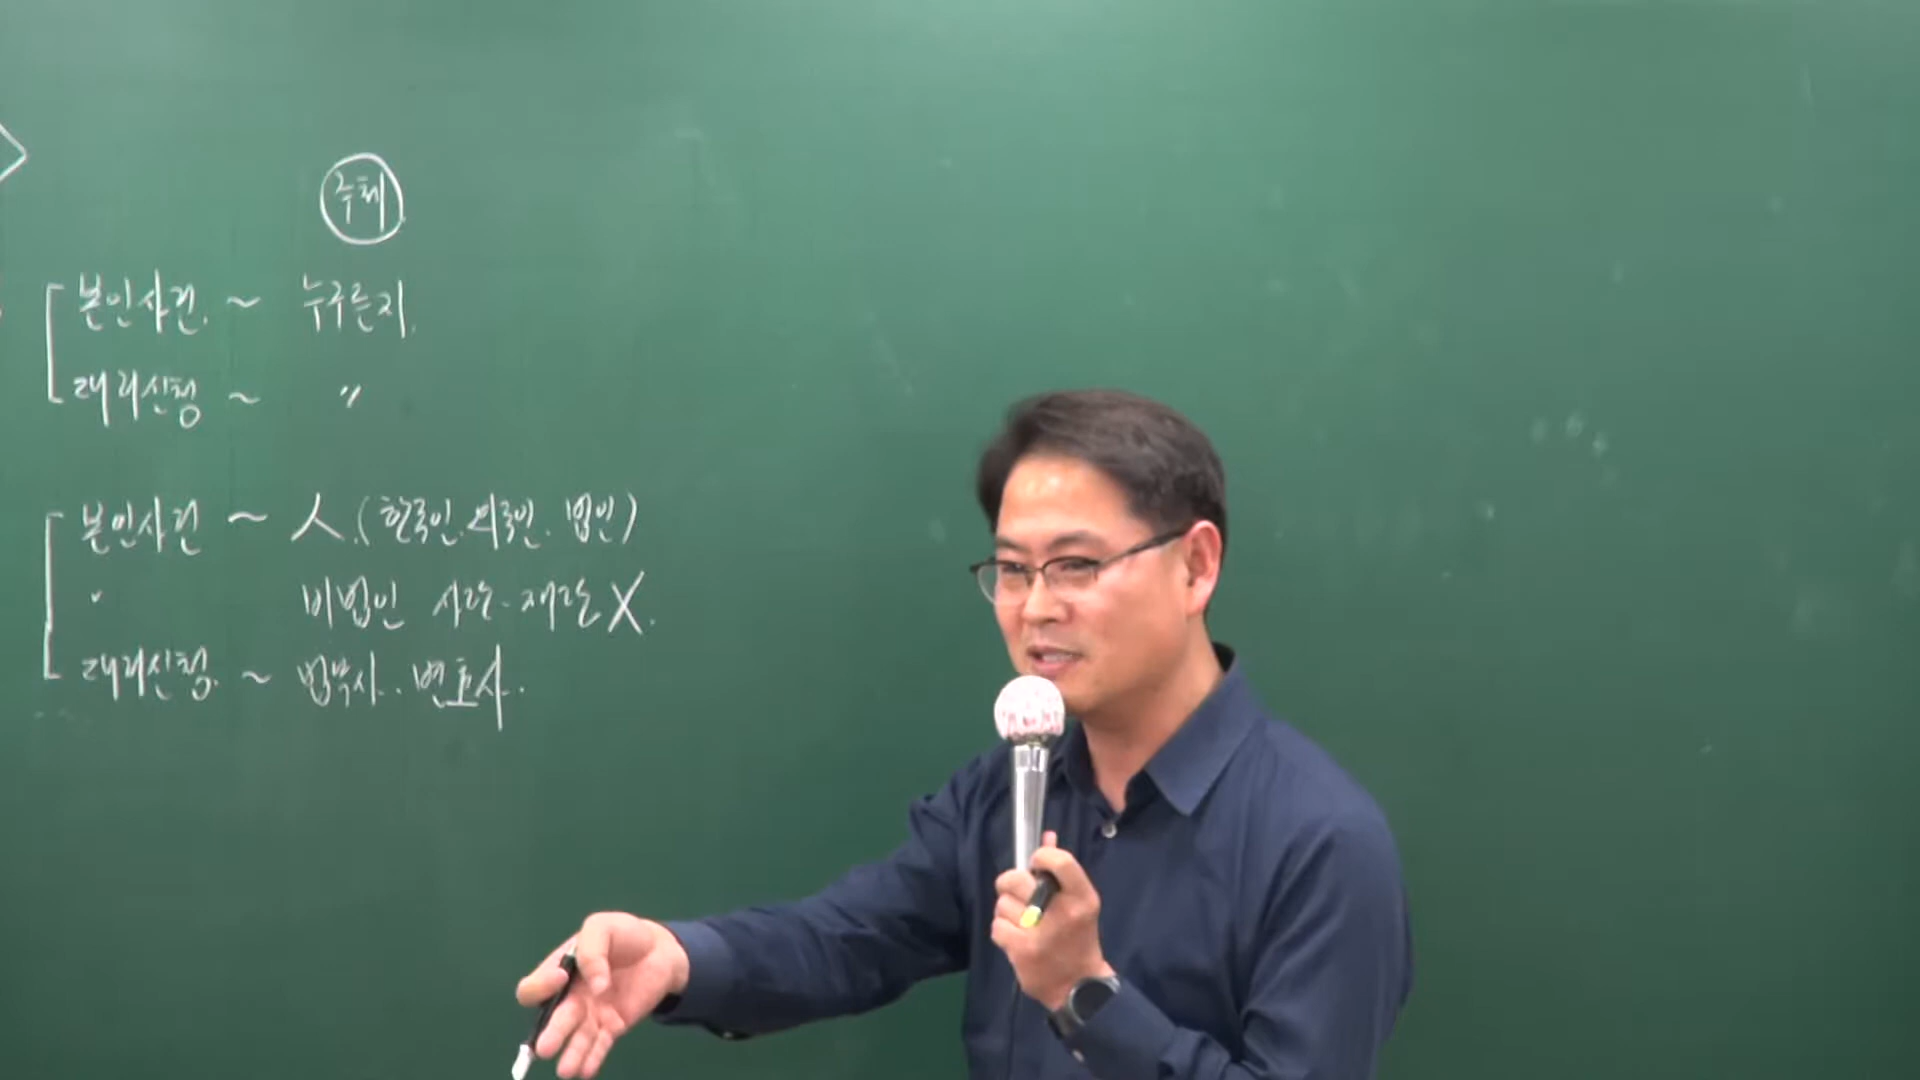 주체
본인사건. ~ 누구든지.
대리신청 ~ 〃
본인사건 ~ 人.(한국인.외국인. 법인)
〃 비법인 사단·재단 X.
대리신청. ~ 법무사.. 변호사..